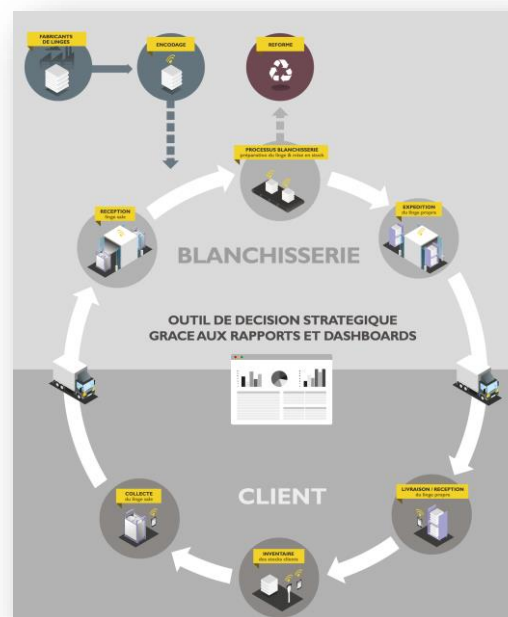 FABRICANTS
DE LINGES
ENCODAGE
REFORME
PROCESSUS BLANCHISSERIE
préparation du linge & mise en stock
RECEPTION
linge sale
EXPEDITION
du linge propre
BLANCHISSERIE
OUTIL DE DECISION STRATEGIQUE
GRACE AUX RAPPORTS ET DASHBOARDS
CLIENT
COLLECTE
du linge sale
LIVRAISON / RECEPTION
du linge propre
INVENTAIRE
des stocks clients